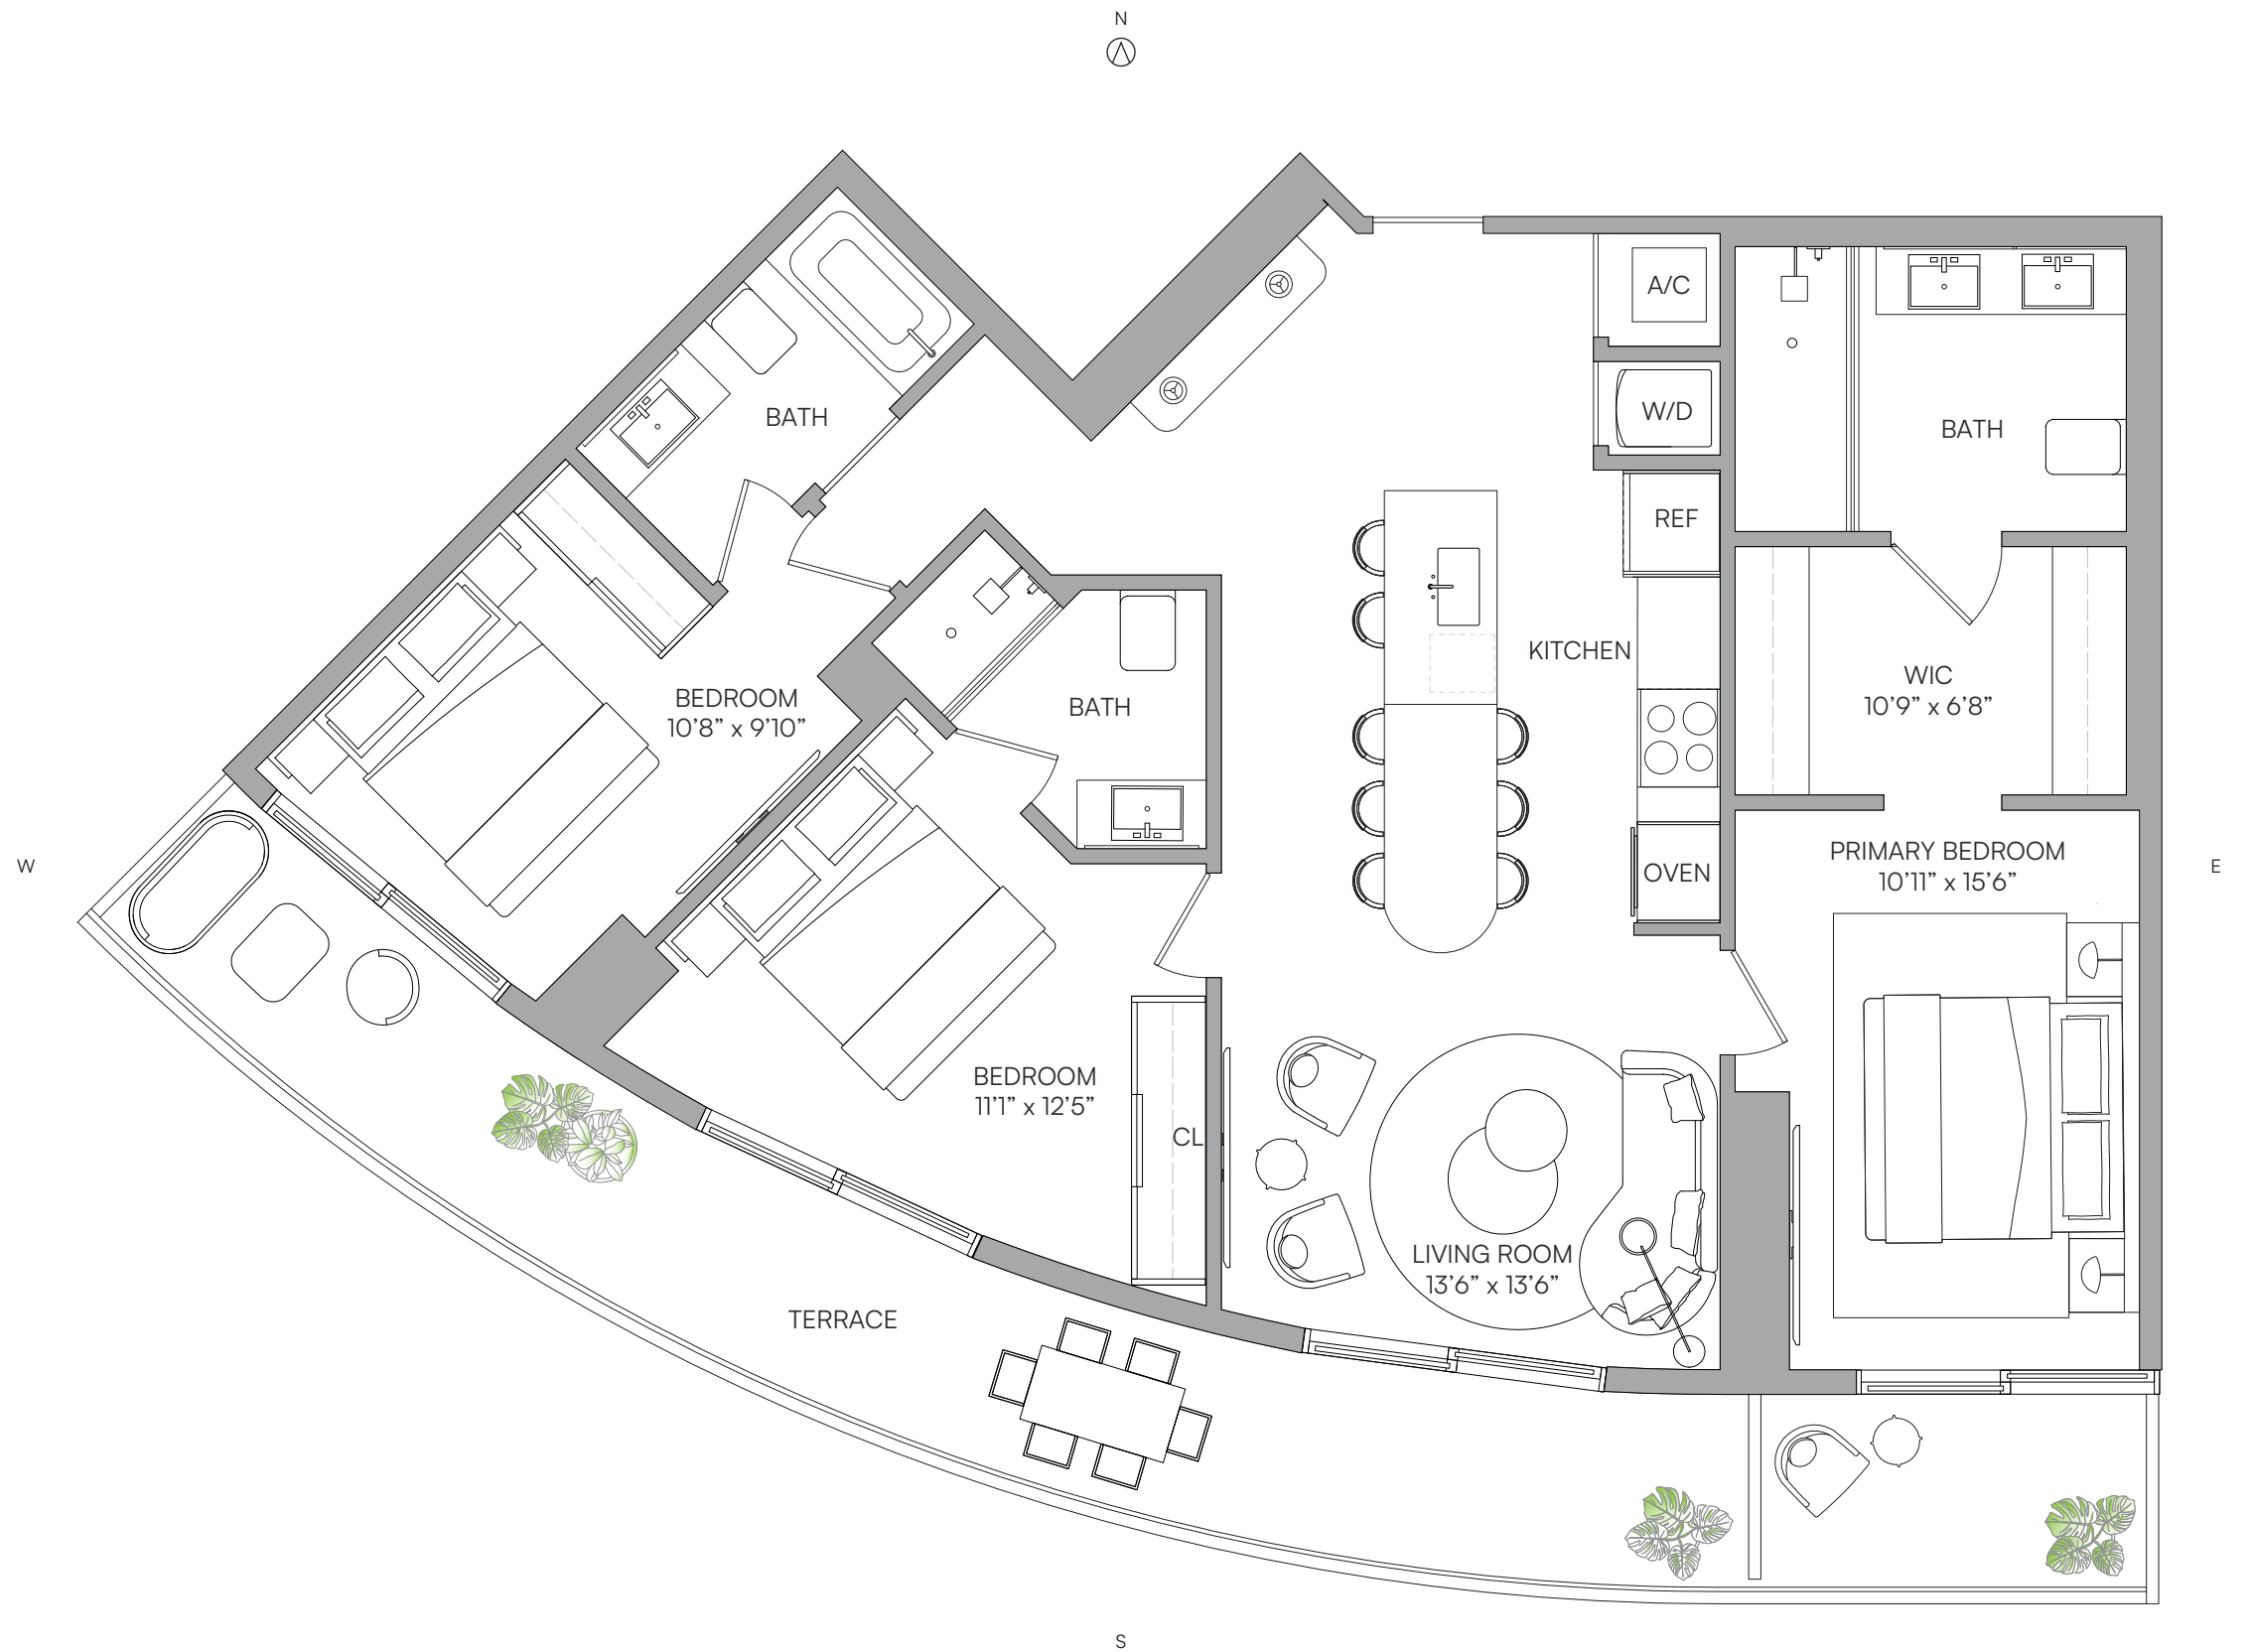 N
A/C
W/D
BATH
BATH
REF
KITCHEN
WIC
10’9” x 6’8”
BEDROOM
10’8” x 9’10”
BATH
PRIMARY BEDROOM
10’11” x 15’6”
W
E
OVEN
BEDROOM
11’1” x 12’5”
CL
LIVING ROOM
13’6” x 13’6”
TERRACE
S